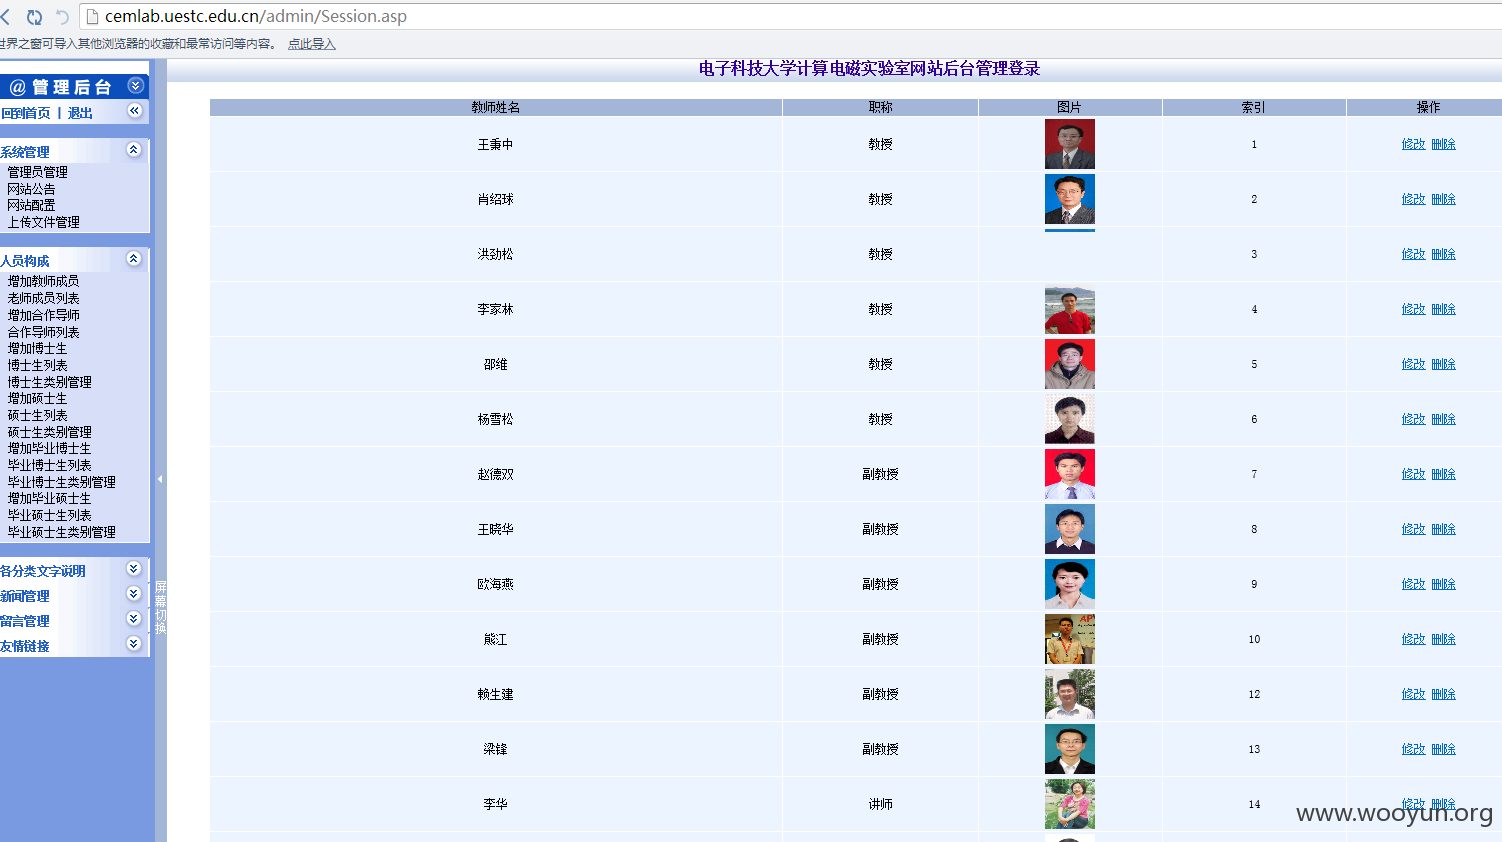 cemlab.uestc.edu.cn/admin/Session.asp
世界之窗可导入其他浏览器的收藏和最常访问等内容。 点此导入
电子科技大学计算电磁实验室网站后台管理登录
@ 管理后台
回到首页 | 退出
系统管理
管理员管理
网站公告
网站配置
上传文件管理
人员构成
增加教师成员
老师成员列表
增加合作导师
合作导师列表
增加博士生
博士生列表
博士生类别管理
增加硕士生
硕士生列表
硕士生类别管理
增加毕业博士生
毕业博士生列表
毕业博士生类别管理
增加毕业硕士生
毕业硕士生列表
毕业硕士生类别管理
各分类文字说明
新闻管理
留言管理
友情链接
屏幕切换
教师姓名 职称 图片 索引 操作
王秉中 教授 1 修改 删除
肖绍球 教授 2 修改 删除
洪劲松 教授 3 修改 删除
李家林 教授 4 修改 删除
邵维 教授 5 修改 删除
杨雪松 教授 6 修改 删除
赵德双 副教授 7 修改 删除
王晓华 副教授 8 修改 删除
欧海燕 副教授 9 修改 删除
熊江 副教授 10 修改 删除
赖生建 副教授 12 修改 删除
梁锋 副教授 13 修改 删除
李华 讲师 14 修改 删除
www.wooyun.org